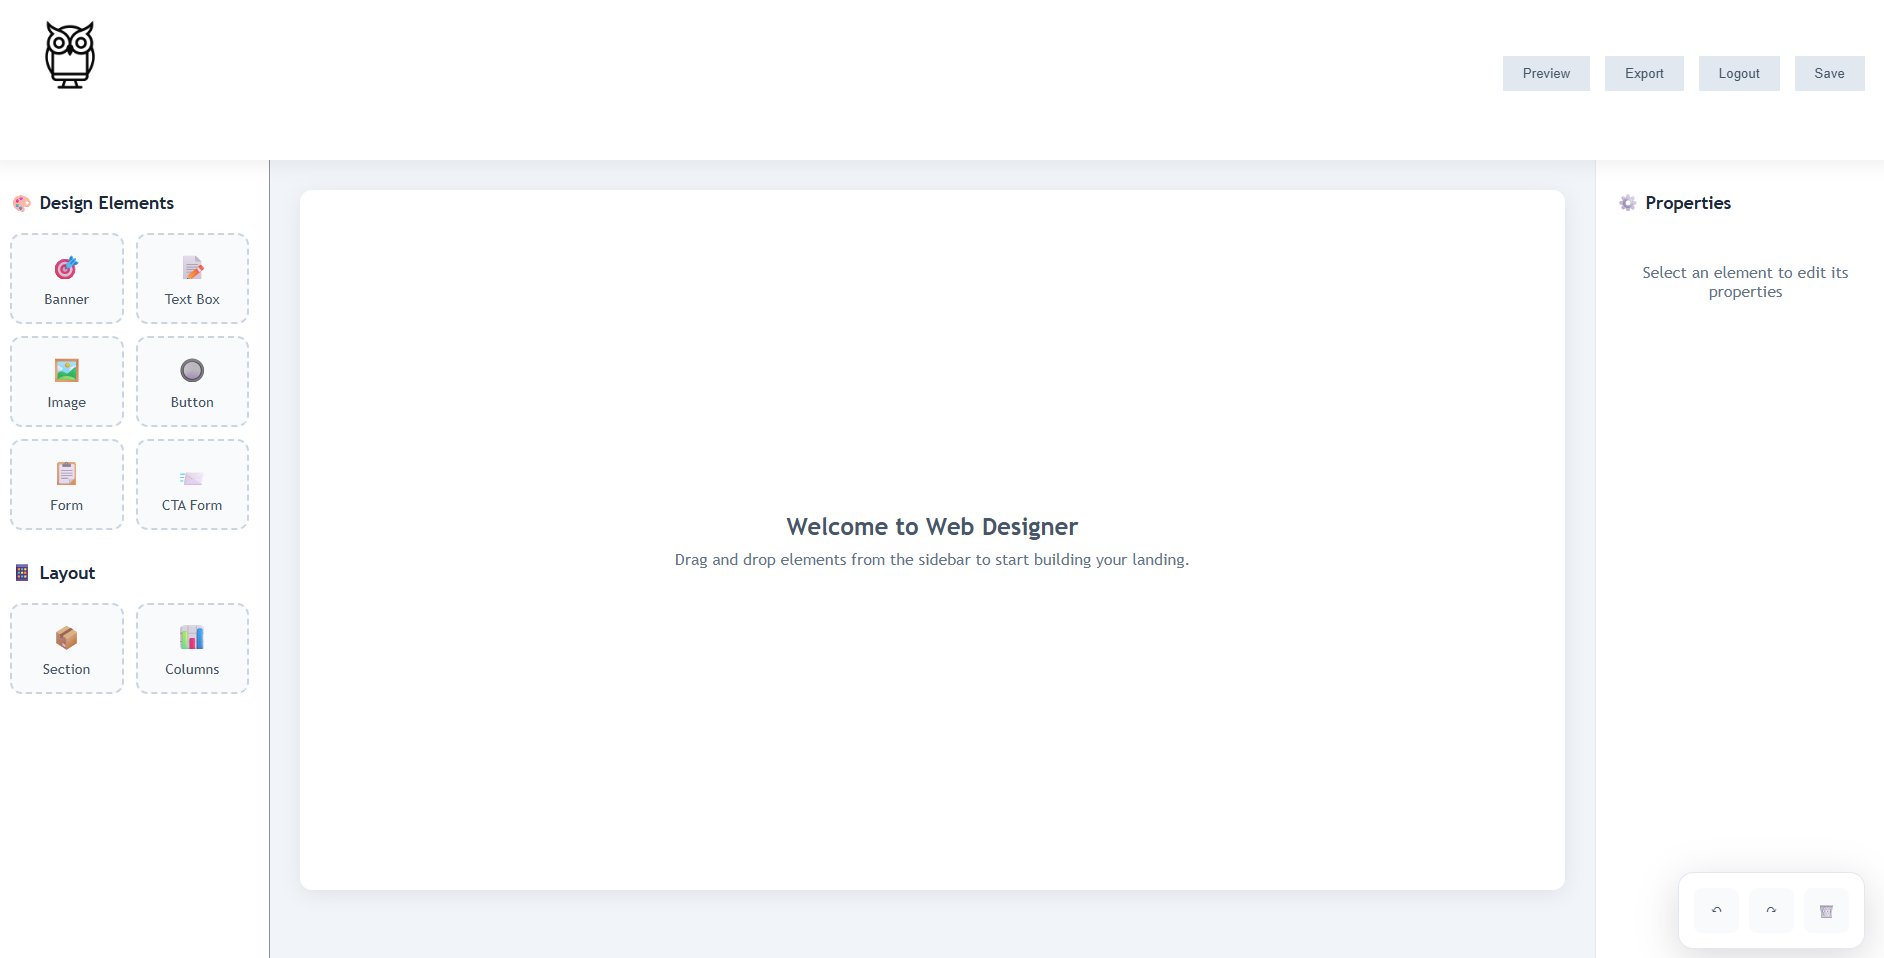 Preview
Export
Logout
Save
Design Elements
Banner
Text Box
Image
Button
Form
CTA Form
Layout
Section
Columns
Welcome to Web Designer
Drag and drop elements from the sidebar to start building your landing.
Properties
Select an element to edit its
properties